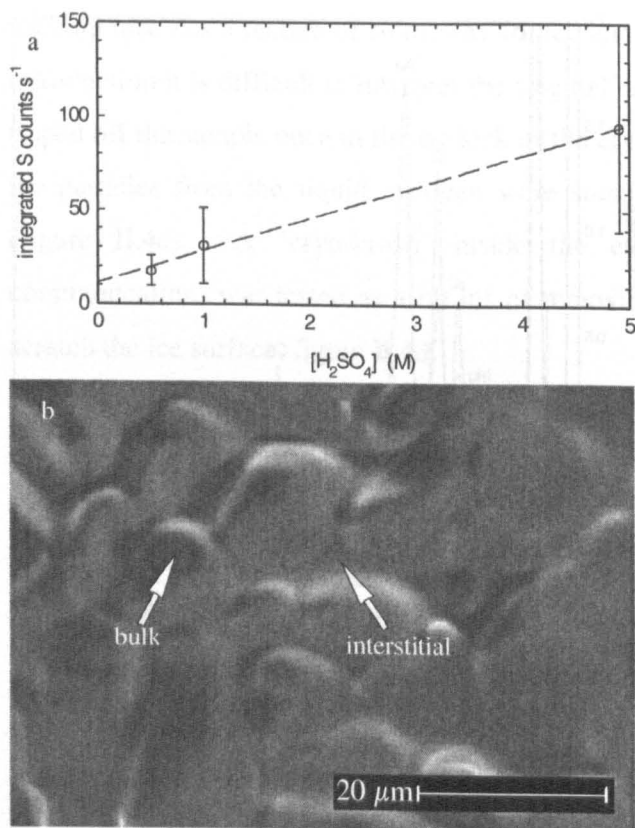 a
150
100
50
0
integrated S counts s⁻¹
0 1 2 3 4 5
[H₂SO₄] (M)
b
bulk
interstitial
20 μm